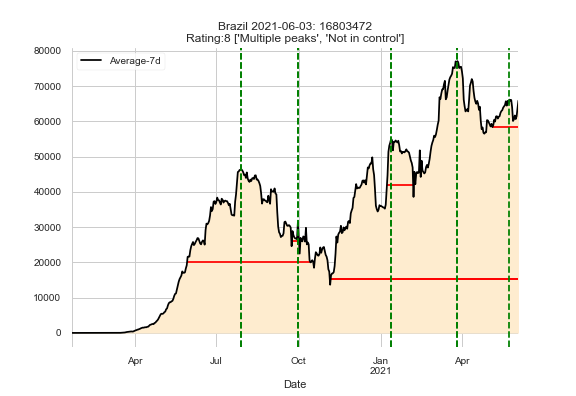 Brazil 2021-06-03: 16803472
Rating:8 ['Multiple peaks', 'Not in control']
Average-7d
80000
70000
60000
50000
40000
30000
20000
10000
0
Apr
Jul
Oct
Jan
2021
Apr
Date